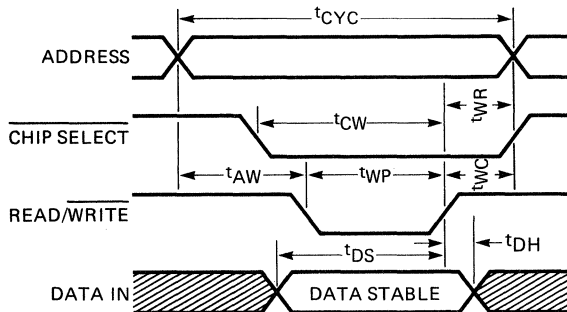 tCYC
ADDRESS
tWR
tCW
CHIP SELECT
tWC
tAW
tWP
READ/WRITE
tDS
tDH
DATA IN
DATA STABLE